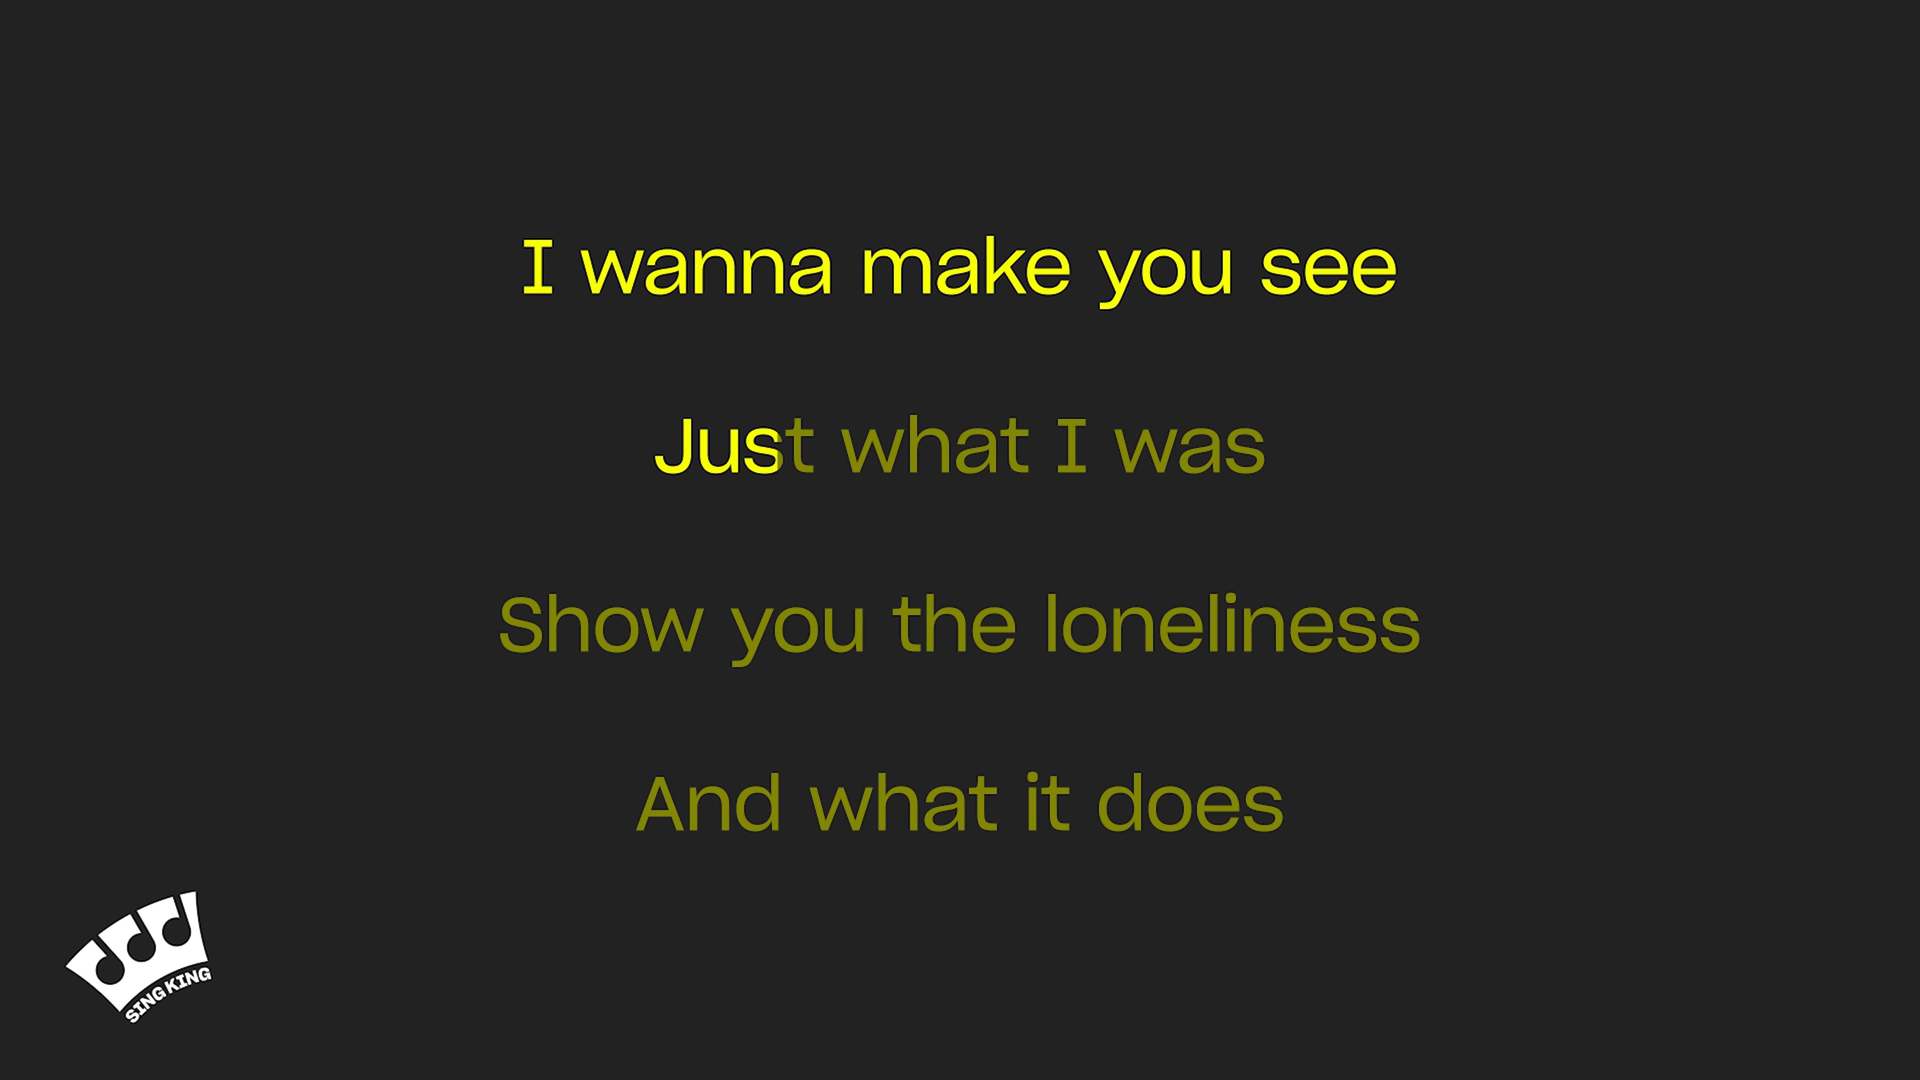 I wanna make you see
Just what I was
Show you the loneliness
And what it does
SING KING